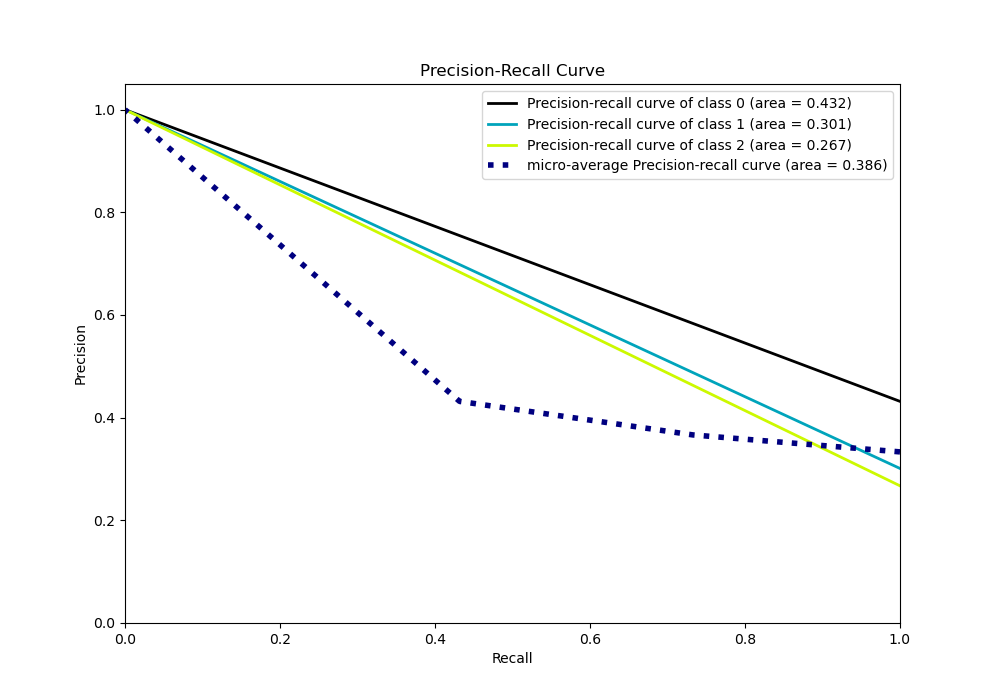 Precision-Recall Curve
Precision-recall curve of class 0 (area = 0.432)
Precision-recall curve of class 1 (area = 0.301)
Precision-recall curve of class 2 (area = 0.267)
micro-average Precision-recall curve (area = 0.386)
Precision
1.0
0.8
0.6
0.4
0.2
0.0
0.0 0.2 0.4 0.6 0.8 1.0
Recall